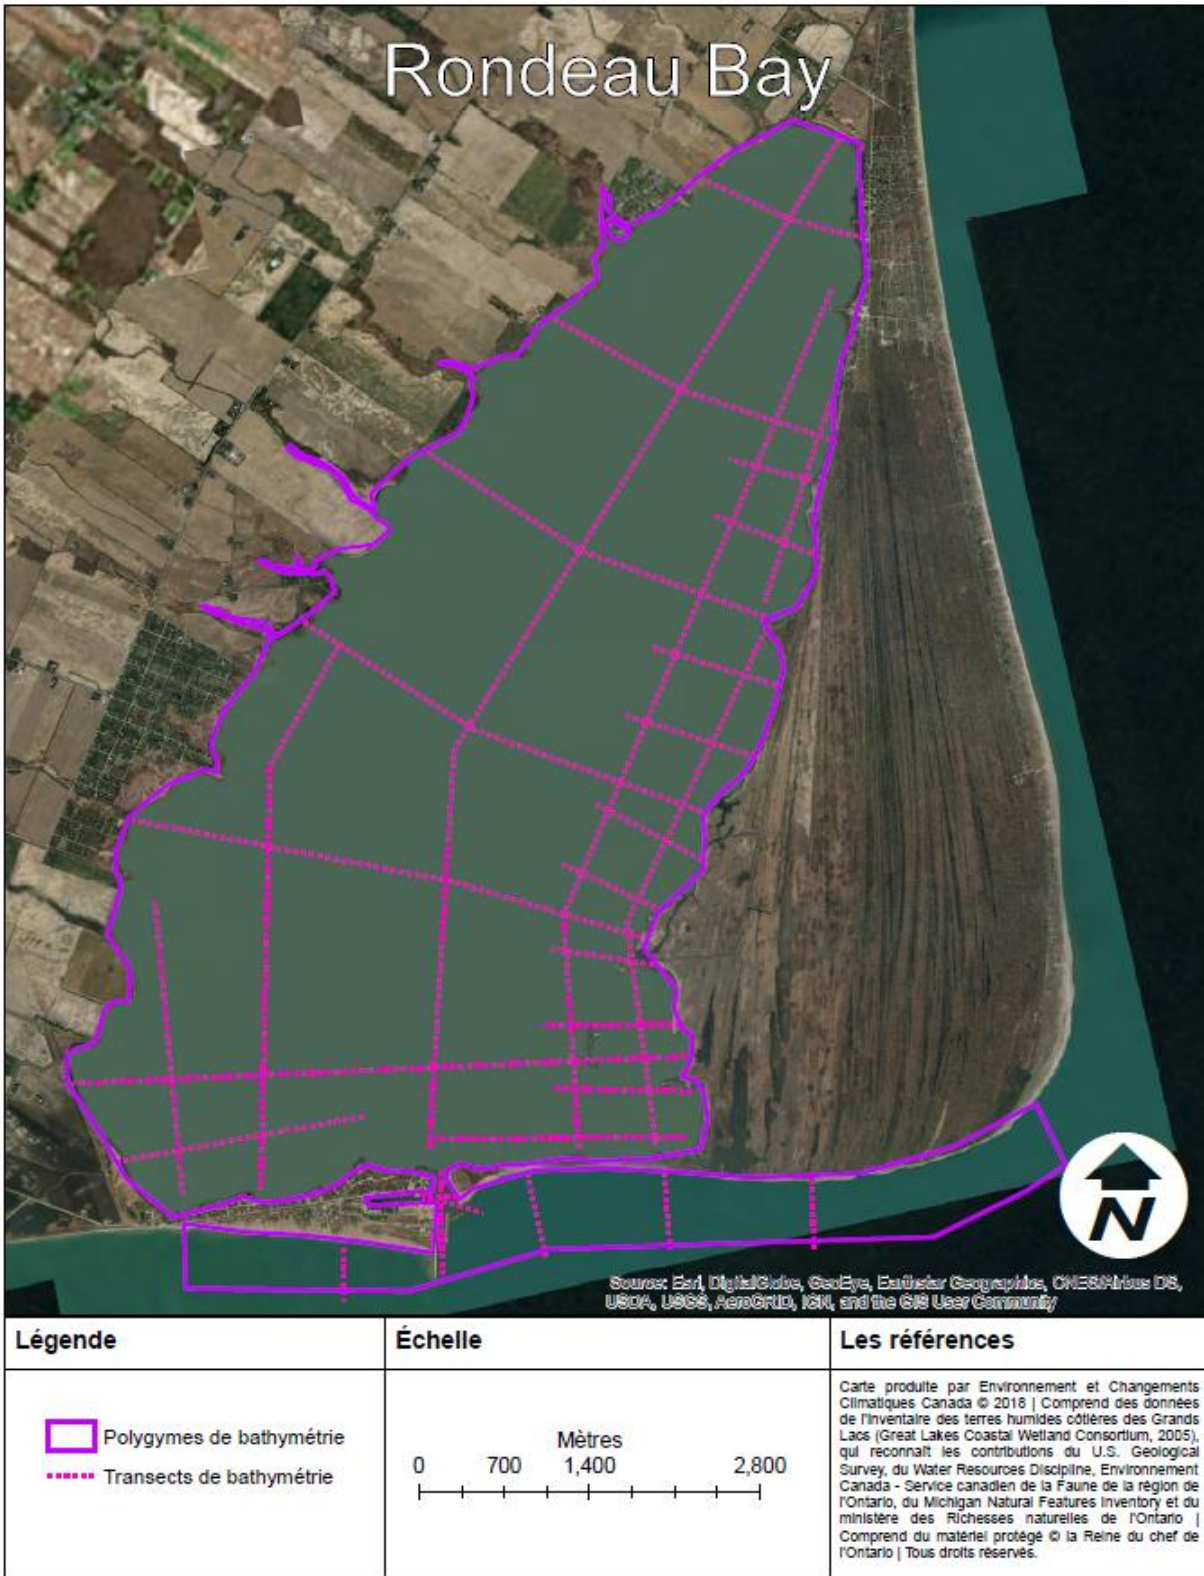 Rondeau Bay
N
Source: Esri, DigitalGlobe, GeoEye, Earthstar Geographics, CNES/Airbus DS,
USDA, USGS, AeroGRID, IGN, and the GIS User Community
Légende
Polygymes de bathymétrie
Transects de bathymétrie
Échelle
Mètres
0 700 1,400 2,800
Les références
Carte produite par Environnement et Changements
Climatiques Canada © 2018 | Comprend des données
de l'inventaire des terres humides côtières des Grands
Lacs (Great Lakes Coastal Wetland Consortium, 2005),
qui reconnaît les contributions du U.S. Geological
Survey, du Water Resources Discipline, Environnement
Canada - Service canadien de la Faune de la région de
l'Ontario, du Michigan Natural Features Inventory et du
ministère des Richesses naturelles de l'Ontario |
Comprend du matériel protégé © la Reine du chef de
l'Ontario | Tous droits réservés.